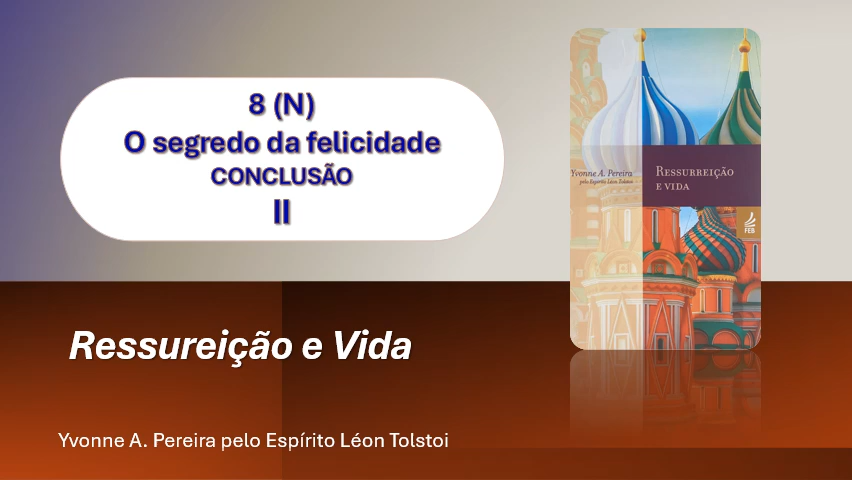 8 (N)
O segredo da felicidade
CONCLUSÃO
II
Yvonne A. Pereira
pelo Espírito Léon Tolstoi
RESSURREIÇÃO
E VIDA
FEB
Ressureição e Vida
Yvonne A. Pereira pelo Espírito Léon Tolstoi